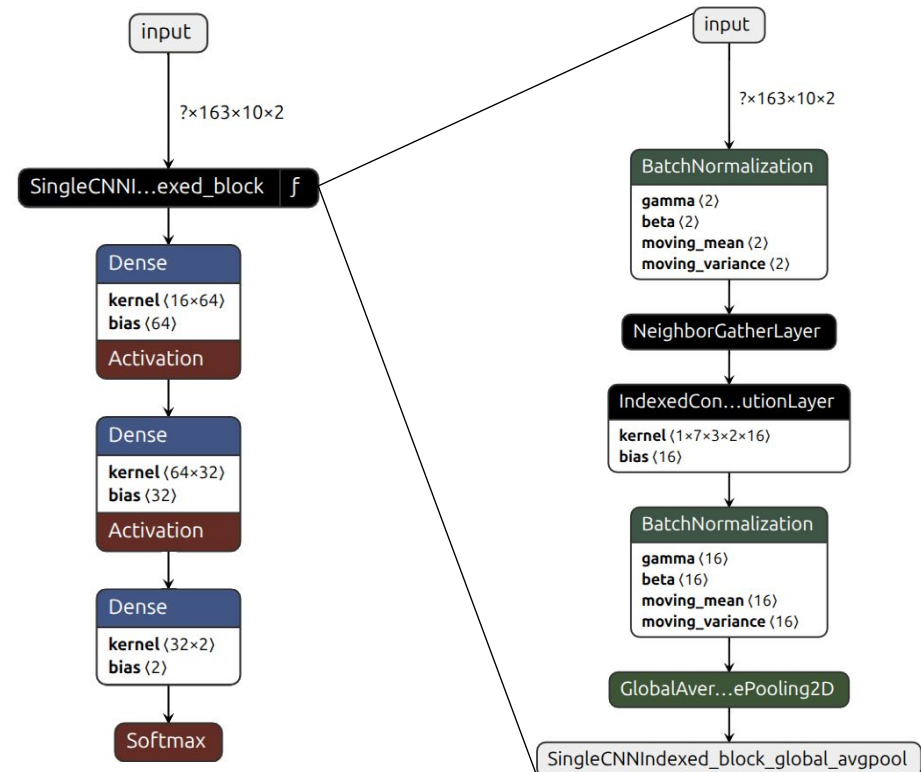 input
?×163×10×2
SingleCNNI...exed_block ƒ
Dense
kernel ⟨16×64⟩
bias ⟨64⟩
Activation
Dense
kernel ⟨64×32⟩
bias ⟨32⟩
Activation
Dense
kernel ⟨32×2⟩
bias ⟨2⟩
Softmax
input
?×163×10×2
BatchNormalization
gamma ⟨2⟩
beta ⟨2⟩
moving_mean ⟨2⟩
moving_variance ⟨2⟩
NeighborGatherLayer
IndexedCon...utionLayer
kernel ⟨1×7×3×2×16⟩
bias ⟨16⟩
BatchNormalization
gamma ⟨16⟩
beta ⟨16⟩
moving_mean ⟨16⟩
moving_variance ⟨16⟩
GlobalAver...ePooling2D
SingleCNNIndexed_block_global_avgpool